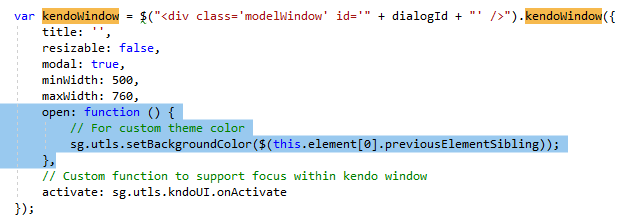 var kendoWindow = $("<div class='modelWindow' id='" + dialogId + "' />").kendoWindow({
title: '',
resizable: false,
modal: true,
minWidth: 500,
maxWidth: 760,
open: function () {
// For custom theme color
sg.utls.setBackgroundColor($(this.element[0].previousElementSibling));
},
// Custom function to support focus within kendo window
activate: sg.utls.kndoUI.onActivate
});